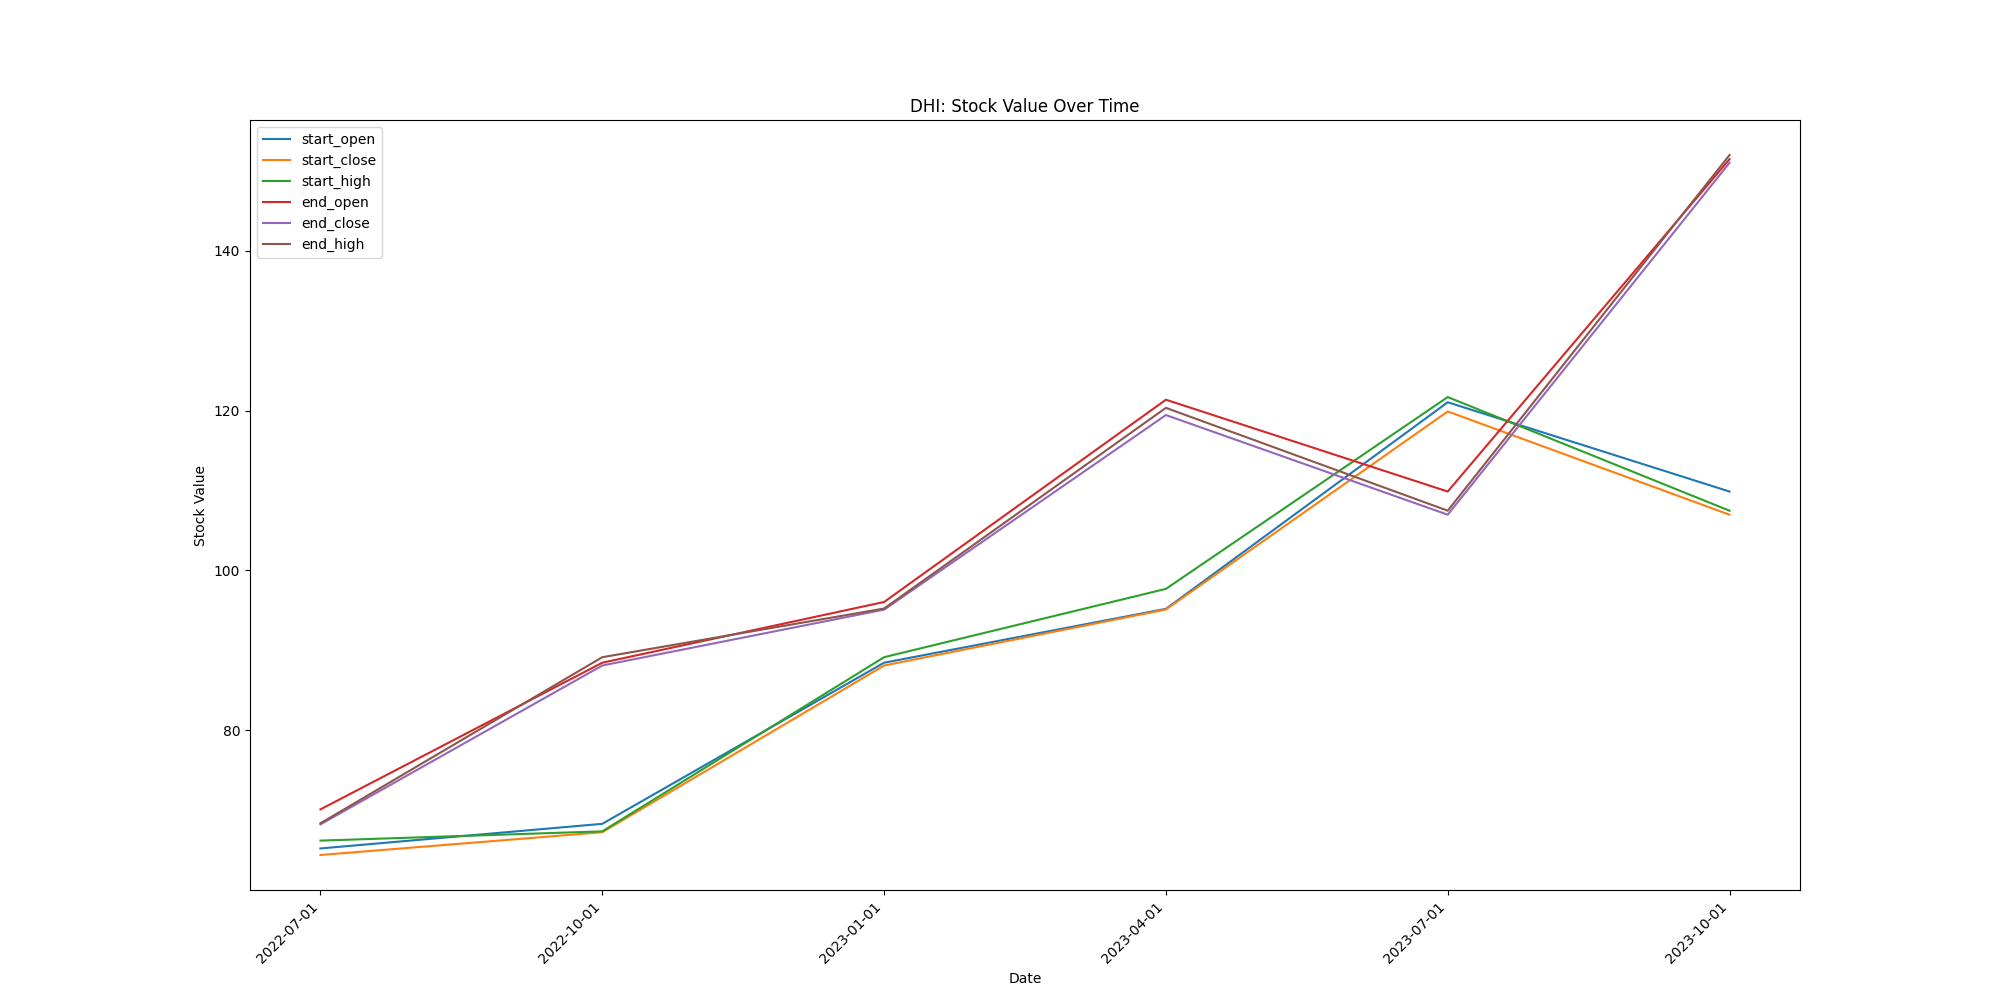 DHI: Stock Value Over Time
start_open
start_close
start_high
end_open
end_close
end_high
140
120
100
80
Stock Value
2022-07-01
2022-10-01
2023-01-01
2023-04-01
2023-07-01
2023-10-01
Date